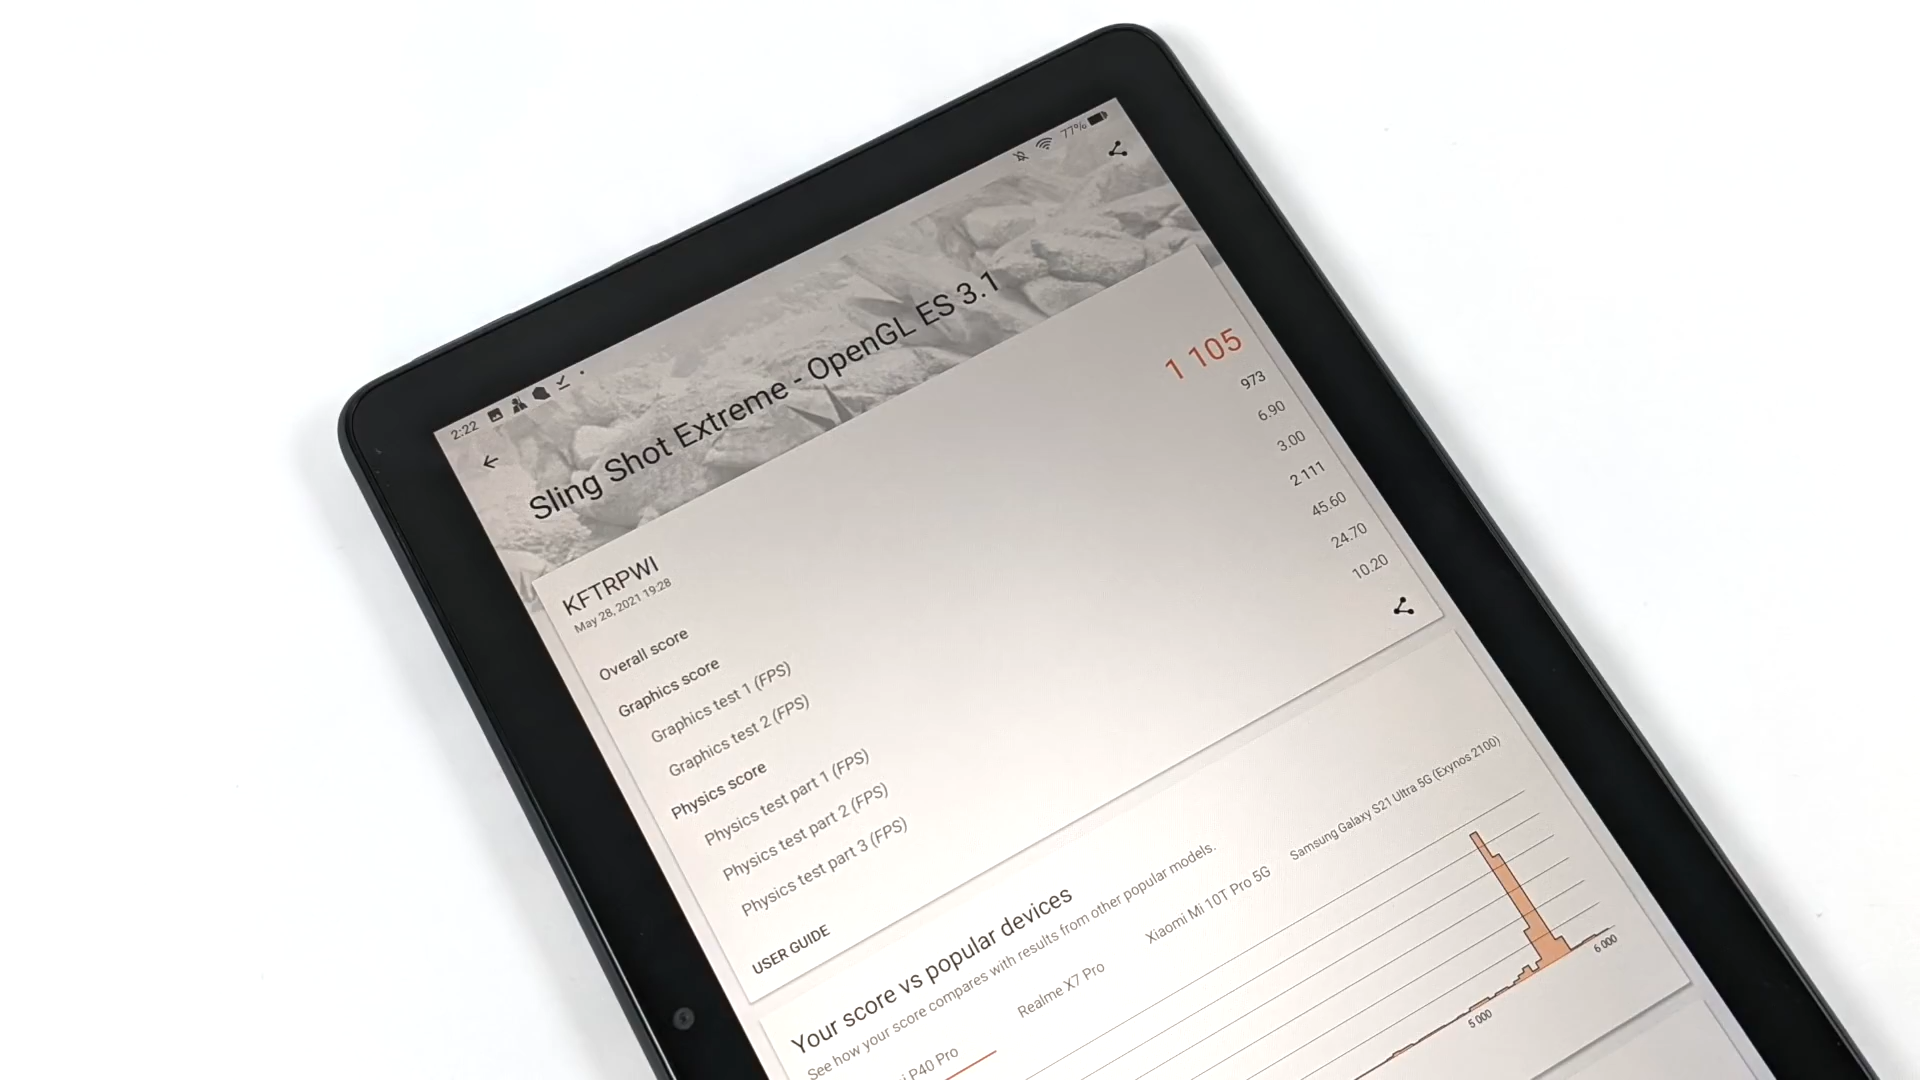 2:22
77%
Sling Shot Extreme - OpenGL ES 3.1
KFTRPWI
May 28, 2021 19:28
Overall score 1 105
Graphics score 973
Graphics test 1 (FPS) 6.90
Graphics test 2 (FPS) 3.00
Physics score 2 111
Physics test part 1 (FPS) 45.60
Physics test part 2 (FPS) 24.70
Physics test part 3 (FPS) 10.20
USER GUIDE
Your score vs popular devices
See how your score compares with results from other popular models.
P40 Pro
Realme X7 Pro
Xiaomi Mi 10T Pro 5G
Samsung Galaxy S21 Ultra 5G (Exynos 2100)
5 000
6 000